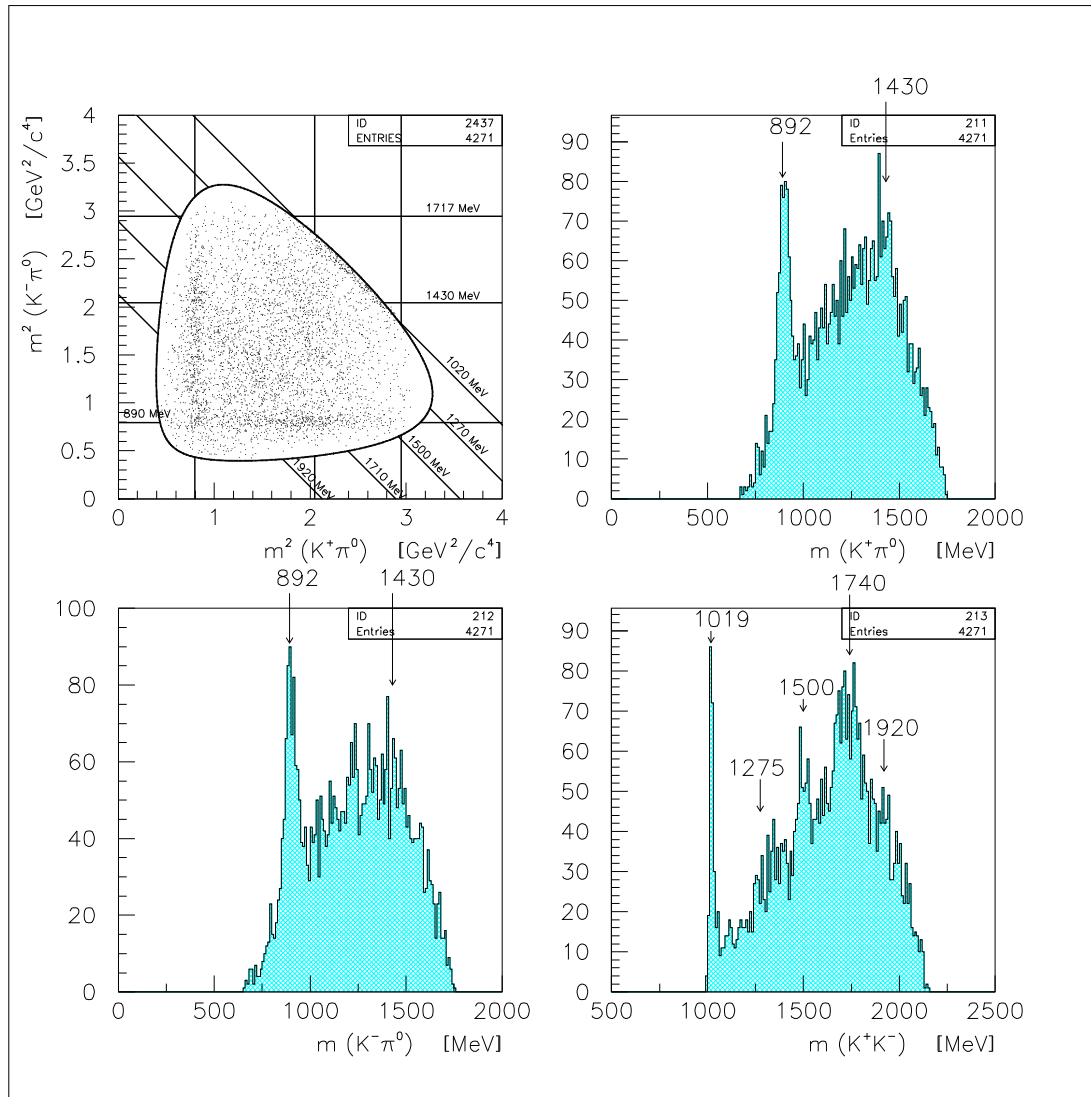 ID 2437
ENTRIES 4271
m² (K⁻π⁰) [GeV²/c⁴]
4
3.5
3
2.5
2
1.5
1
0.5
0
1717 MeV
1430 MeV
890 MeV
1020 MeV
1270 MeV
1500 MeV
1710 MeV
1920 MeV
0 1 2 3 4
m² (K⁺π⁰) [GeV²/c⁴]
1430
892
ID 211
Entries 4271
90
80
70
60
50
40
30
20
10
0
0 500 1000 1500 2000
m (K⁺π⁰) [MeV]
892 1430
ID 212
Entries 4271
100
80
60
40
20
0
0 500 1000 1500 2000
m (K⁻π⁰) [MeV]
1740
1019
ID 213
Entries 4271
1500
1920
1275
90
80
70
60
50
40
30
20
10
0
500 1000 1500 2000 2500
m (K⁺K⁻) [MeV]